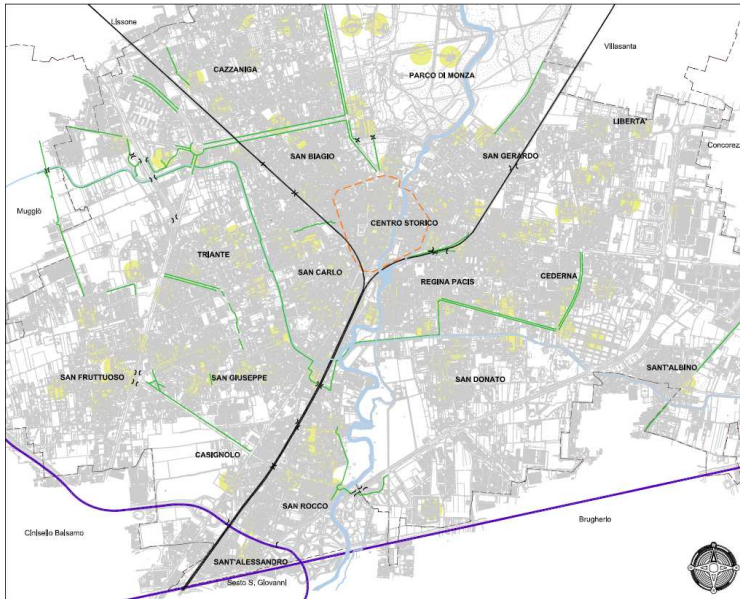 Lissone
Villasanta
CAZZANIGA
PARCO DI MONZA
LIBERTA'
Concorez
SAN BIAGIO
SAN GERARDO
Muggiò
CENTRO STORICO
TRIANTE
SAN CARLO
REGINA PACIS
CEDERNA
SANT'ALBINO
SAN FRUTTUOSO
SAN GIUSEPPE
SAN DONATO
CASIGNOLO
SAN ROCCO
Brugherio
Cinisello Balsamo
SANT'ALESSANDRO
Sesto S. Giovanni